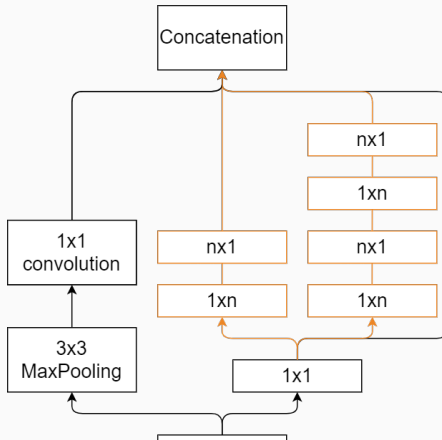 Concatenation
nx1
1xn
1x1
convolution
nx1
nx1
1xn
1xn
3x3
MaxPooling
1x1